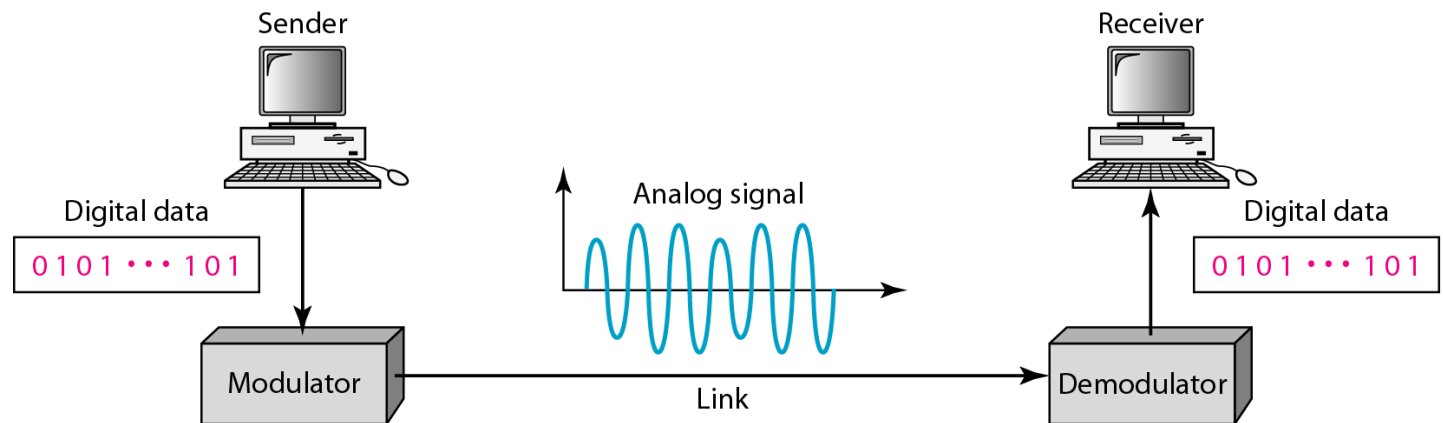 Sender
Receiver
Analog signal
Digital data
0101 ••• 101
Digital data
0101 ••• 101
Modulator
Link
Demodulator